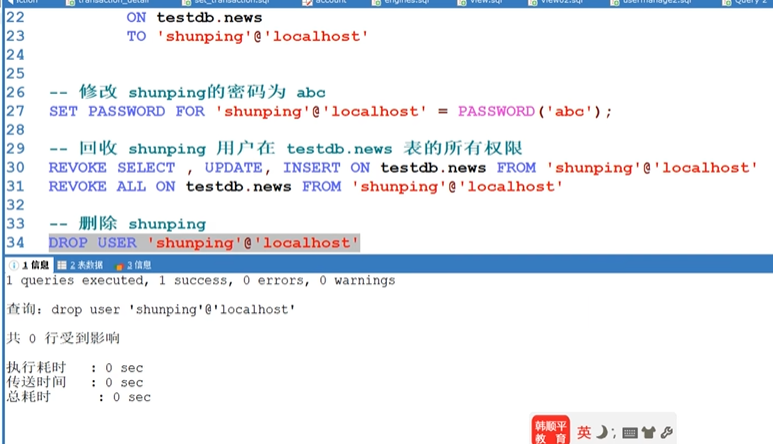 transaction_detail
set_transaction.sql
account
engines.sql
view.sql
view02.sql
usermanage2.sql
Query 2
22 ON testdb.news
23 TO 'shunping'@'localhost'
24
25
26 -- 修改 shunping的密码为 abc
27 SET PASSWORD FOR 'shunping'@'localhost' = PASSWORD('abc');
28
29 -- 回收 shunping 用户在 testdb.news 表的所有权限
30 REVOKE SELECT , UPDATE, INSERT ON testdb.news FROM 'shunping'@'localhost'
31 REVOKE ALL ON testdb.news FROM 'shunping'@'localhost'
32
33 -- 删除 shunping
34 DROP USER 'shunping'@'localhost'
1 信息 2 表数据 3 信息
1 queries executed, 1 success, 0 errors, 0 warnings
查询: drop user 'shunping'@'localhost'
共 0 行受到影响
执行耗时 : 0 sec
传送时间 : 0 sec
总耗时 : 0 sec
韩顺平
教 育
英